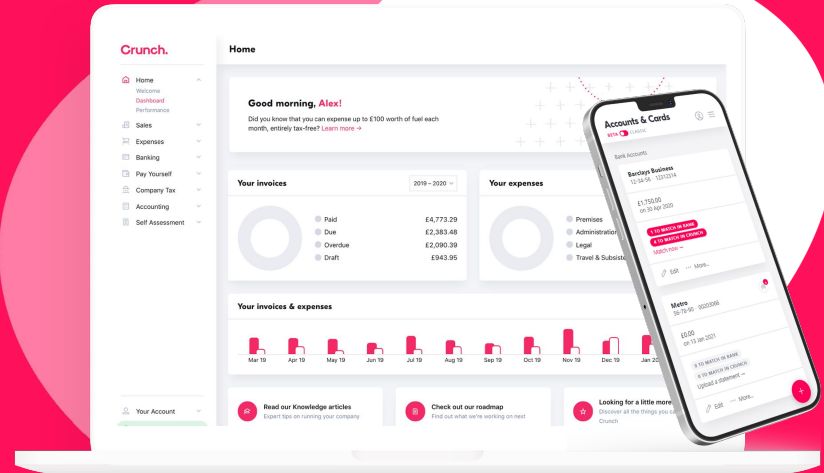 Crunch.
Home
Welcome
Dashboard
Performance
Sales
Expenses
Banking
Pay Yourself
Company Tax
Accounting
Self Assessment
Your Account
Home
Good morning, Alex!
Did you know that you can expense up to £100 worth of fuel each
month, entirely tax-free? Learn more →
Your invoices
2019 – 2020
Paid £4,773.29
Due £2,383.48
Overdue £2,090.39
Draft £943.95
Your expenses
Premises
Administration
Legal
Travel & Subsiste
Your invoices & expenses
Mar 19 Apr 19 May 19 Jun 19 Jul 19 Aug 19 Sep 19 Oct 19 Nov 19 Dec 19 Jan 20
Read our Knowledge articles
Expert tips on running your company
Check out our roadmap
Find out what we're working on next
Looking for a little more
Discover all the things you ca
Crunch
Accounts & Cards
BETA CLASSIC
Bank Accounts
Barclays Business
12-34-56 · 12312314
£1,750.00
on 30 Apr 2020
1 TO MATCH IN BANK
4 TO MATCH IN CRUNCH
Match now →
Edit ··· More...
Metro
56-78-90 · 00203086
£0.00
on 13 Jan 2021
0 TO MATCH IN BANK
0 TO MATCH IN CRUNCH
Upload a statement →
Edit ··· More...